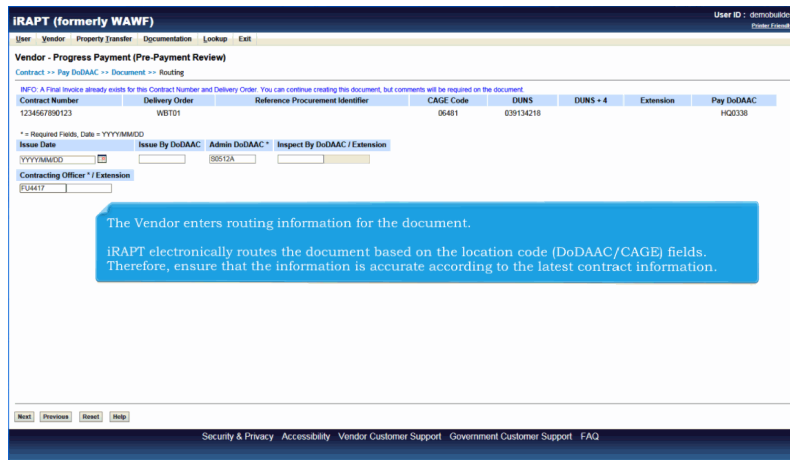 iRAPT (formerly WAWF)
User ID : demobuilde
Printer Friendl
User Vendor Property Transfer Documentation Lookup Exit
Vendor - Progress Payment (Pre-Payment Review)
Contract >> Pay DoDAAC >> Document >> Routing
INFO: A Final Invoice already exists for this Contract Number and Delivery Order. You can continue creating this document, but comments will be required on the document.
Contract Number Delivery Order Reference Procurement Identifier CAGE Code DUNS DUNS + 4 Extension Pay DoDAAC
1234567890123 WBT01 06481 039134218 HQ0338
* = Required Fields, Date = YYYY/MM/DD
Issue Date Issue By DoDAAC Admin DoDAAC * Inspect By DoDAAC / Extension
YYYY/MM/DD S0512A
Contracting Officer * / Extension
FU4417
The Vendor enters routing information for the document.
iRAPT electronically routes the document based on the location code (DoDAAC/CAGE) fields.
Therefore, ensure that the information is accurate according to the latest contract information.
Next Previous Reset Help
Security & Privacy Accessibility Vendor Customer Support Government Customer Support FAQ